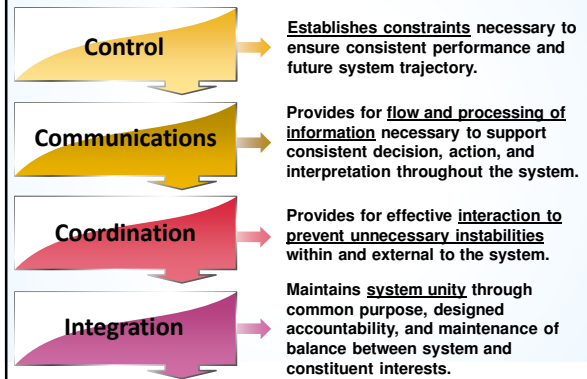 Control
Establishes constraints necessary to
ensure consistent performance and
future system trajectory.
Communications
Provides for flow and processing of
information necessary to support
consistent decision, action, and
interpretation throughout the system.
Coordination
Provides for effective interaction to
prevent unnecessary instabilities
within and external to the system.
Integration
Maintains system unity through
common purpose, designed
accountability, and maintenance of
balance between system and
constituent interests.